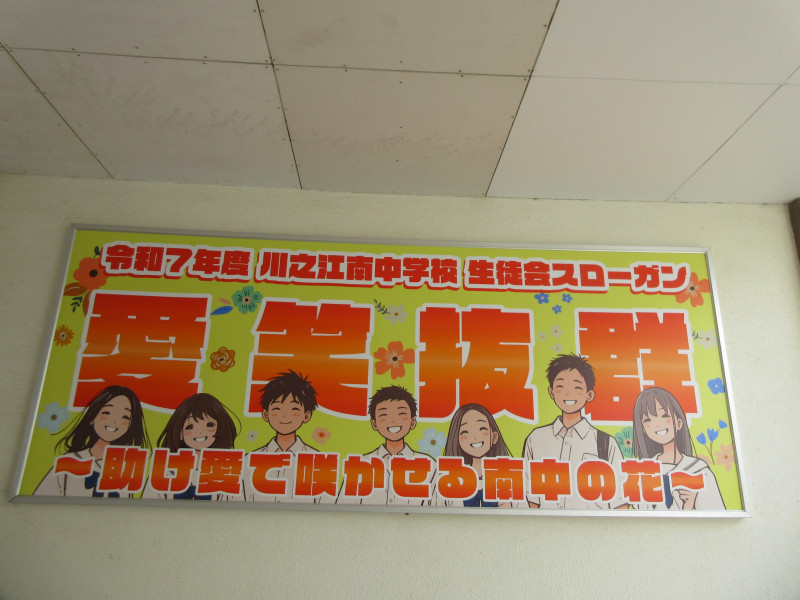 令和7年度 川之江南中学校 生徒会スローガン
愛笑抜群
～助け愛で咲かせる南中の花～